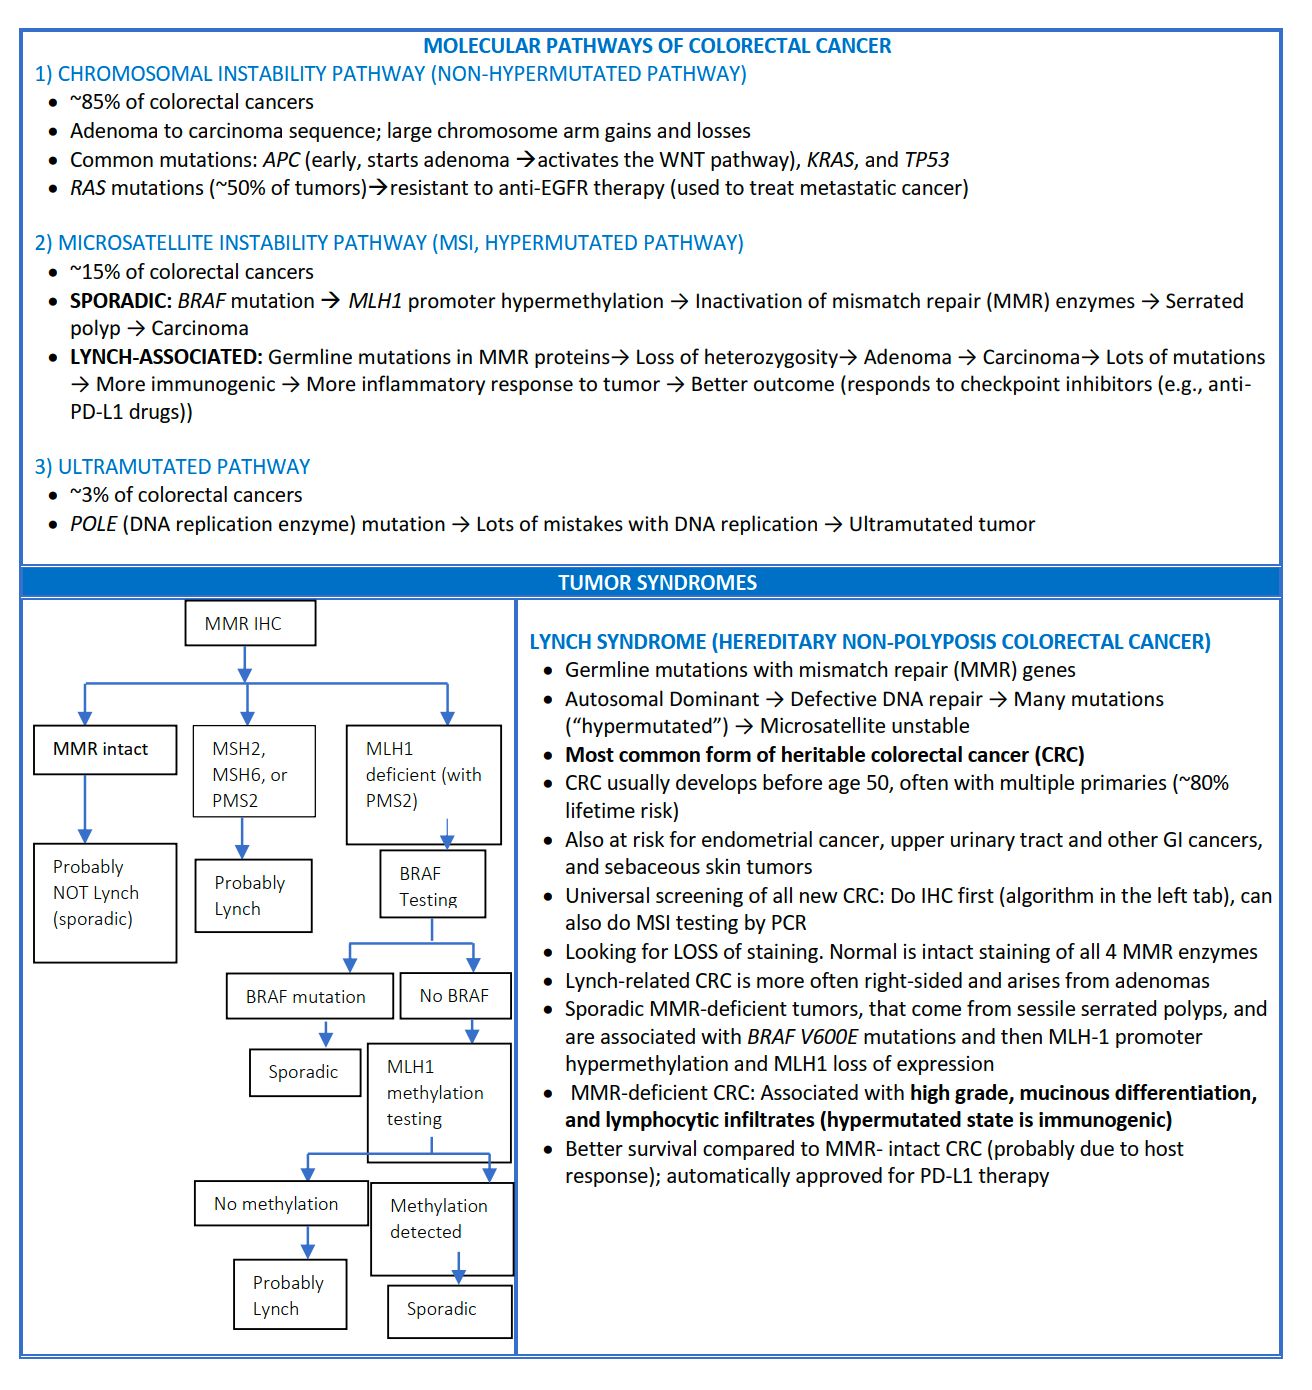 MOLECULAR PATHWAYS OF COLORECTAL CANCER
1) CHROMOSOMAL INSTABILITY PATHWAY (NON-HYPERMUTATED PATHWAY)
• ~85% of colorectal cancers
• Adenoma to carcinoma sequence; large chromosome arm gains and losses
• Common mutations: APC (early, starts adenoma →activates the WNT pathway), KRAS, and TP53
• RAS mutations (~50% of tumors)→resistant to anti-EGFR therapy (used to treat metastatic cancer)
2) MICROSATELLITE INSTABILITY PATHWAY (MSI, HYPERMUTATED PATHWAY)
• ~15% of colorectal cancers
• SPORADIC: BRAF mutation → MLH1 promoter hypermethylation → Inactivation of mismatch repair (MMR) enzymes → Serrated
polyp → Carcinoma
• LYNCH-ASSOCIATED: Germline mutations in MMR proteins→ Loss of heterozygosity→ Adenoma → Carcinoma→ Lots of mutations
→ More immunogenic → More inflammatory response to tumor → Better outcome (responds to checkpoint inhibitors (e.g., anti-
PD-L1 drugs))
3) ULTRAMUTATED PATHWAY
• ~3% of colorectal cancers
• POLE (DNA replication enzyme) mutation → Lots of mistakes with DNA replication → Ultramutated tumor
TUMOR SYNDROMES
MMR IHC
MMR intact
MSH2,
MSH6, or
PMS2
MLH1
deficient (with
PMS2)
Probably
NOT Lynch
(sporadic)
Probably
Lynch
BRAF
Testing
BRAF mutation
No BRAF
Sporadic
MLH1
methylation
testing
No methylation
Methylation
detected
Probably
Lynch
Sporadic
LYNCH SYNDROME (HEREDITARY NON-POLYPOSIS COLORECTAL CANCER)
• Germline mutations with mismatch repair (MMR) genes
• Autosomal Dominant → Defective DNA repair → Many mutations
(“hypermutated”) → Microsatellite unstable
• Most common form of heritable colorectal cancer (CRC)
• CRC usually develops before age 50, often with multiple primaries (~80%
lifetime risk)
• Also at risk for endometrial cancer, upper urinary tract and other GI cancers,
and sebaceous skin tumors
• Universal screening of all new CRC: Do IHC first (algorithm in the left tab), can
also do MSI testing by PCR
• Looking for LOSS of staining. Normal is intact staining of all 4 MMR enzymes
• Lynch-related CRC is more often right-sided and arises from adenomas
• Sporadic MMR-deficient tumors, that come from sessile serrated polyps, and
are associated with BRAF V600E mutations and then MLH-1 promoter
hypermethylation and MLH1 loss of expression
• MMR-deficient CRC: Associated with high grade, mucinous differentiation,
and lymphocytic infiltrates (hypermutated state is immunogenic)
• Better survival compared to MMR- intact CRC (probably due to host
response); automatically approved for PD-L1 therapy